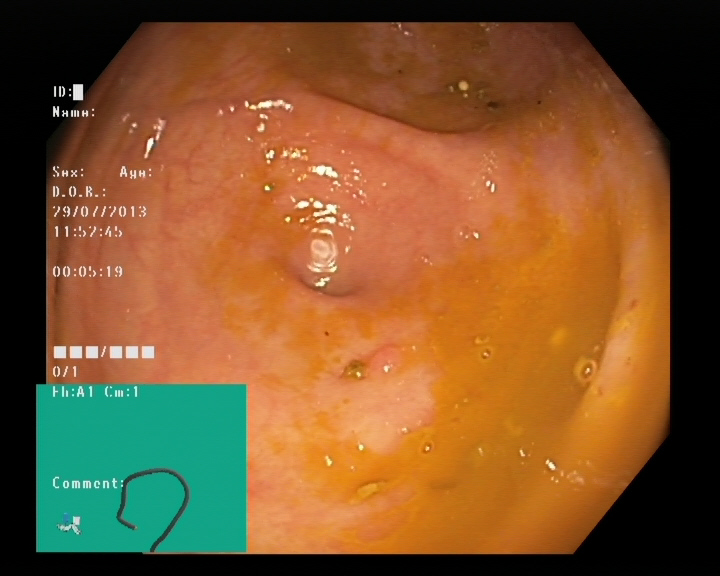 ID:
Name:
Sex: Age:
D.O.B.:
29/07/2013
11:52:45
00:05:19
■■■/■■■
0/1
Eh:A1 Cm:1
Comment: